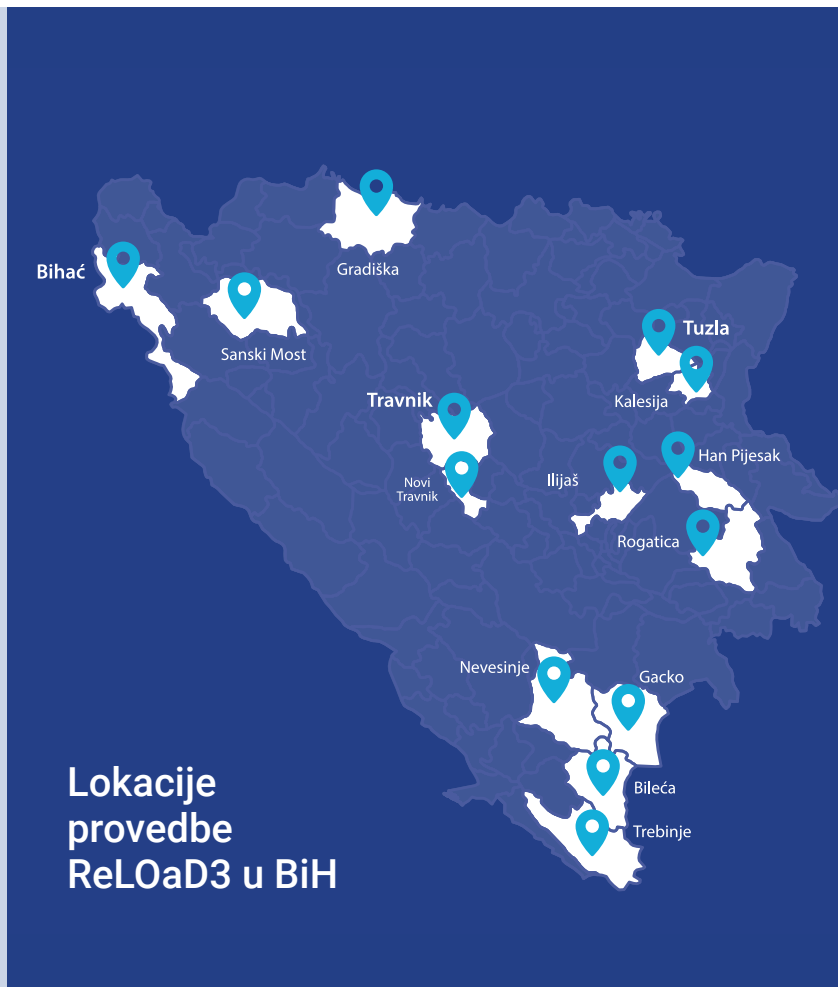 Gradiška
Bihać
Sanski Most
Tuzla
Kalesija
Travnik
Novi
Travnik
Ilijaš
Han Pijesak
Rogatica
Nevesinje
Gacko
Bileća
Trebinje
Lokacije
provedbe
ReLOaD3 u BiH